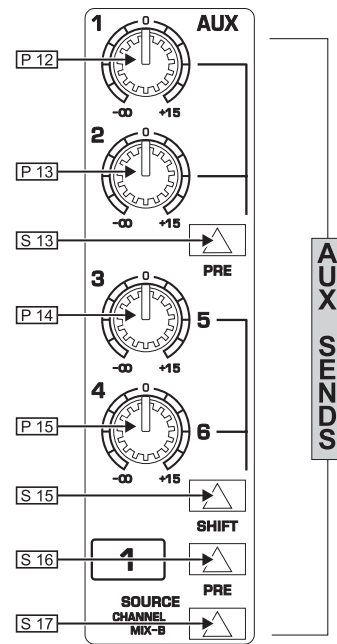 1 0 AUX
P 12
-∞ +15
2 0
P 13
-∞ +15
S 13
PRE
3 0
P 14
5
-∞ +15
4 0
P 15
6
-∞ +15
S 15
SHIFT
1
S 16
PRE
SOURCE
CHANNEL
MIX-B
S 17
AUX SENDS